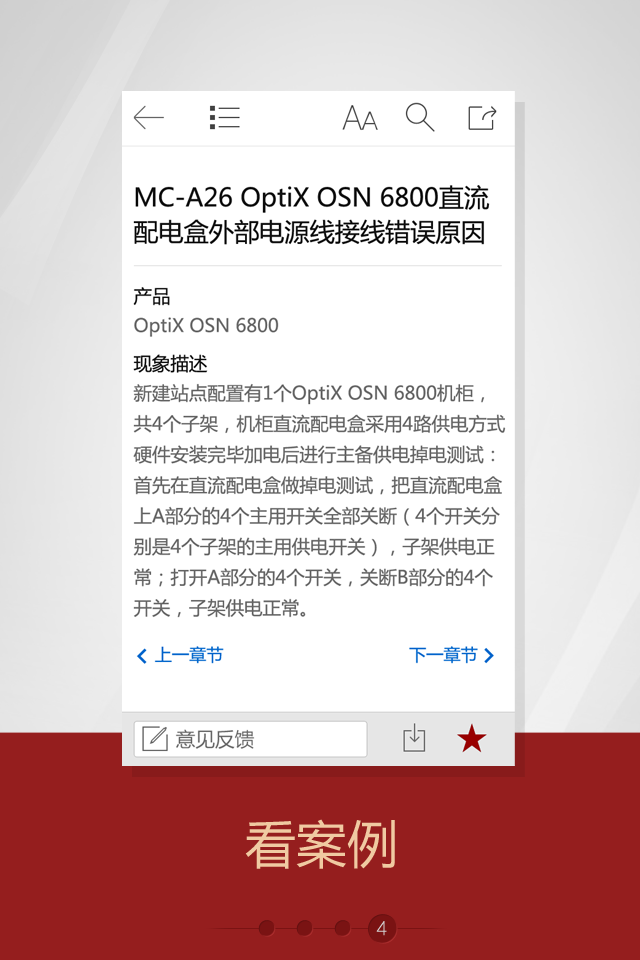 AA
MC-A26 OptiX OSN 6800直流
配电盒外部电源线接线错误原因
产品
OptiX OSN 6800
现象描述
新建站点配置有1个OptiX OSN 6800机柜，
共4个子架，机柜直流配电盒采用4路供电方式
硬件安装完毕加电后进行主备供电掉电测试：
首先在直流配电盒做掉电测试，把直流配电盒
上A部分的4个主用开关全部关断（4个开关分
别是4个子架的主用供电开关），子架供电正
常；打开A部分的4个开关，关断B部分的4个
开关，子架供电正常。
上一章节
下一章节
意见反馈
看案例
4